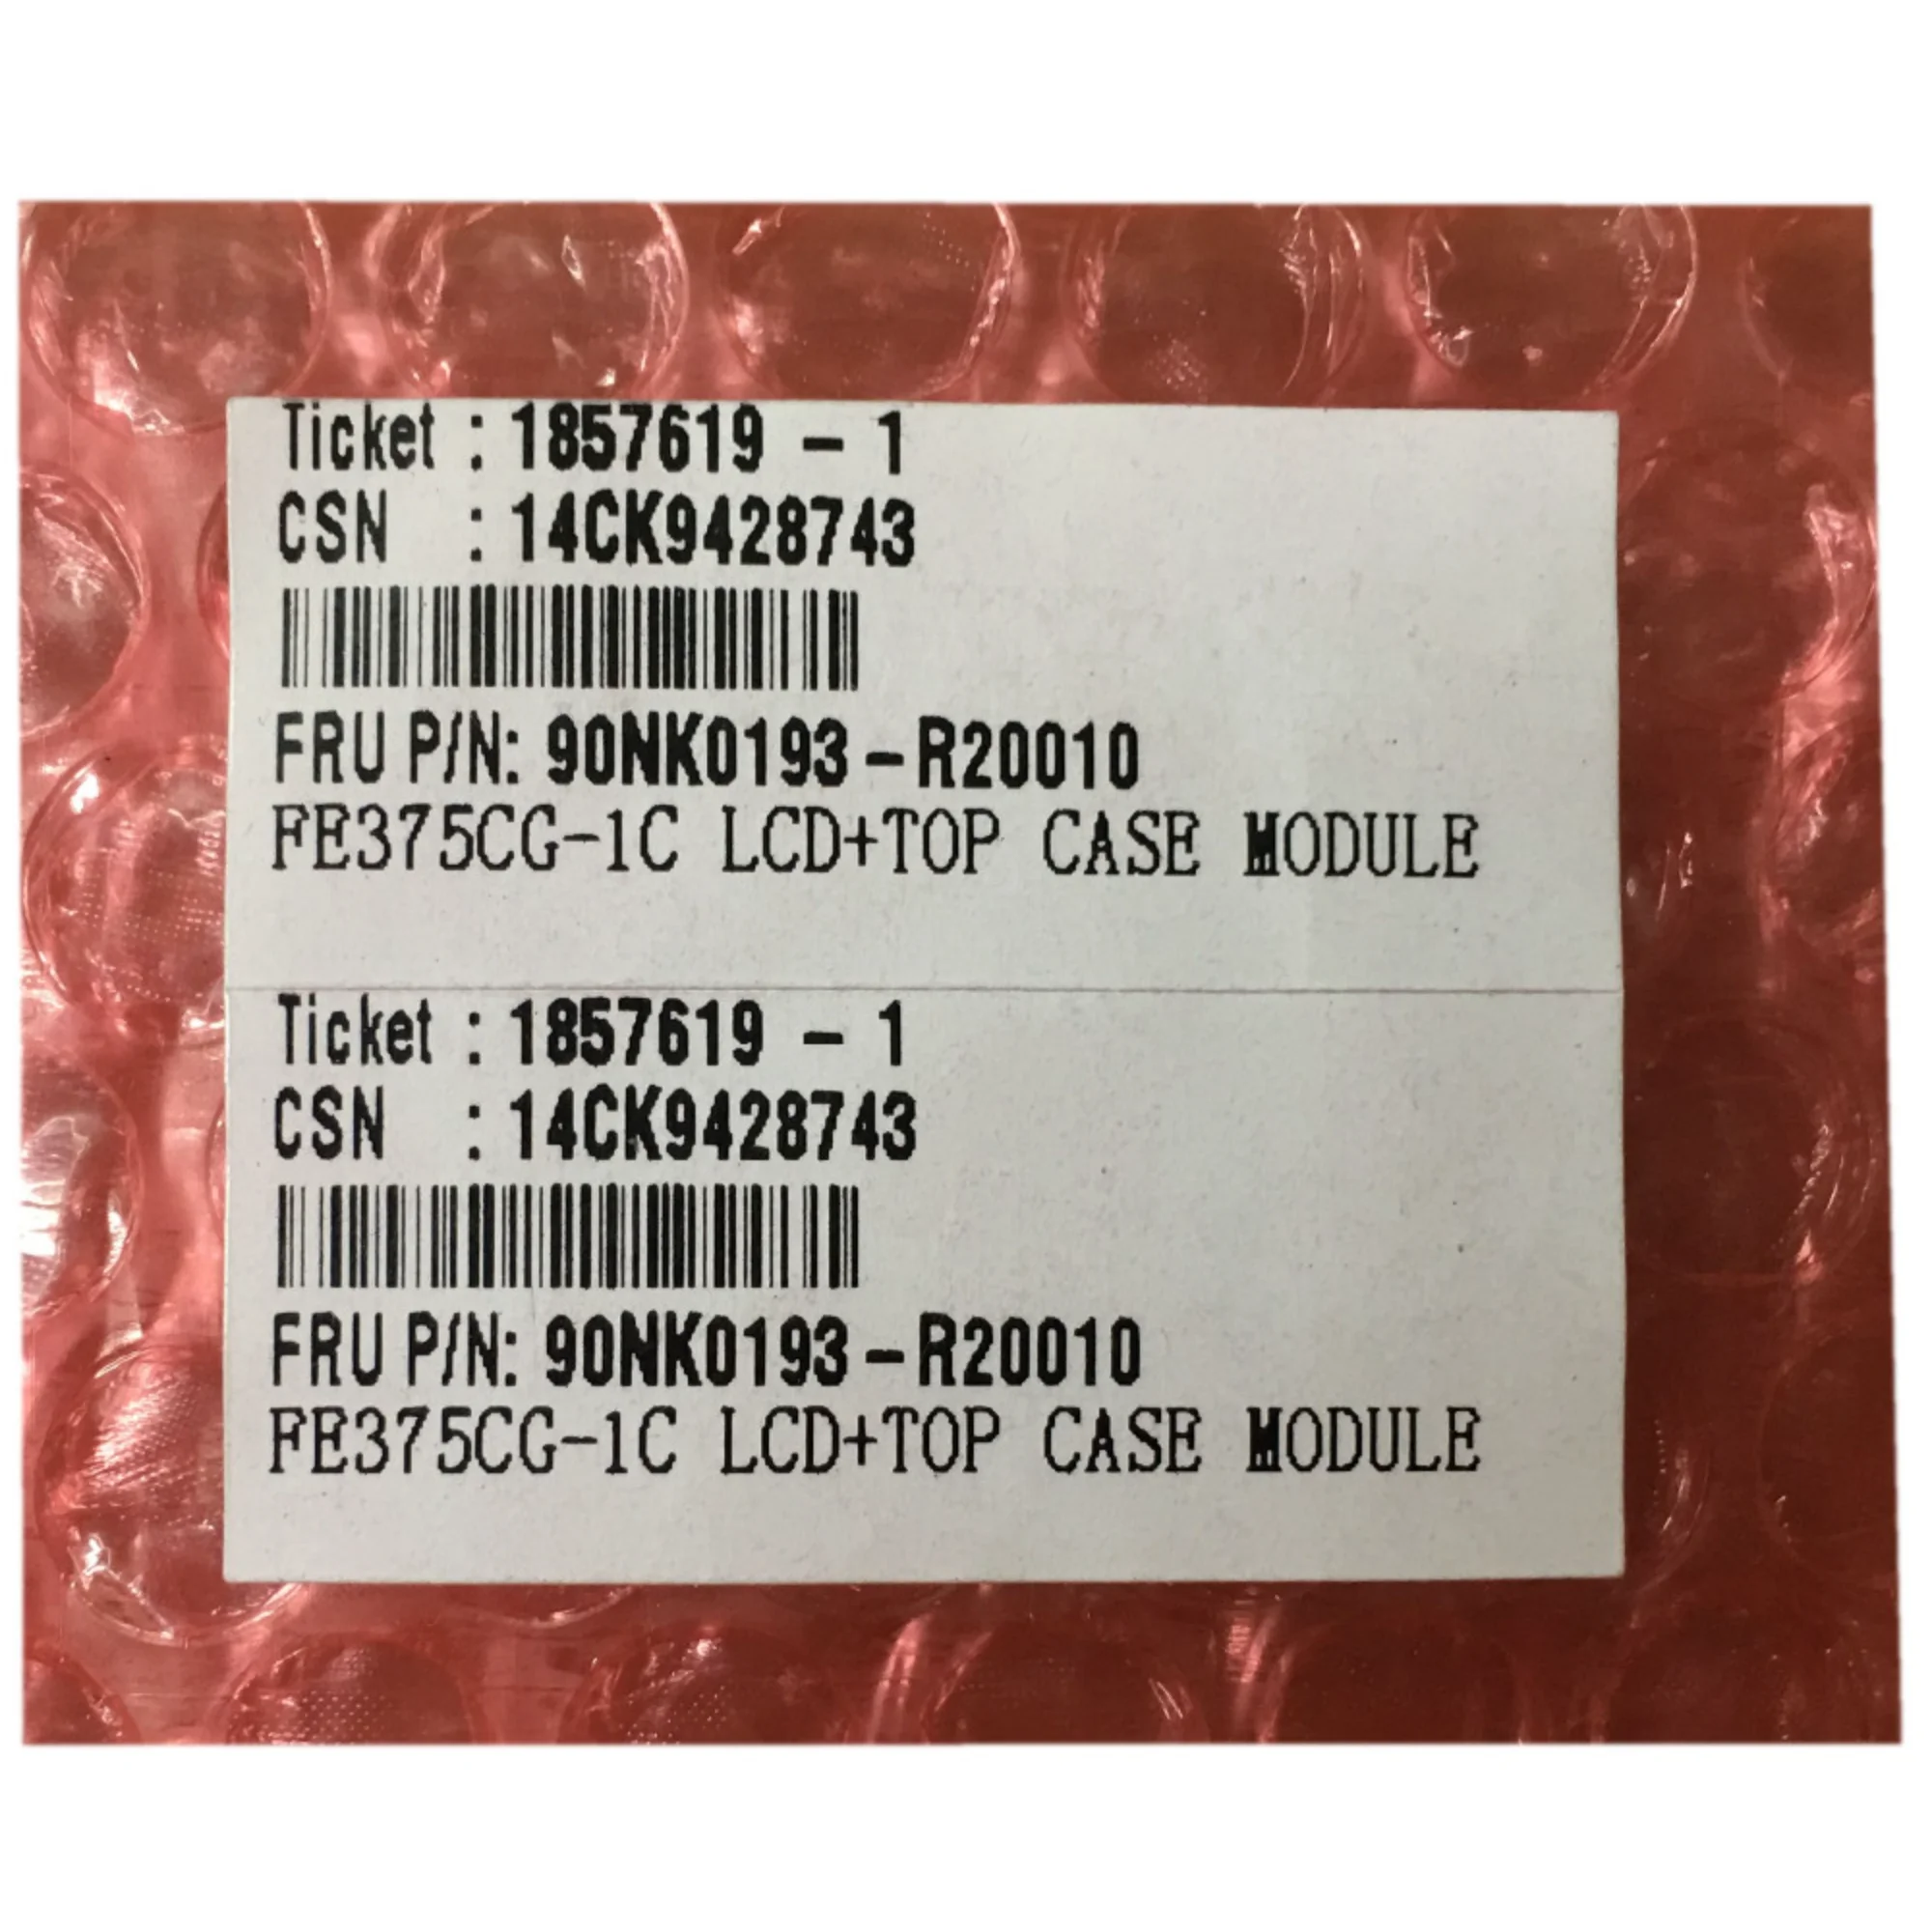 Ticket : 1857619 - 1
CSN : 14CK9428743
FRU P/N: 90NK0193-R20010
FE375CG-1C LCD+TOP CASE MODULE
Ticket : 1857619 - 1
CSN : 14CK9428743
FRU P/N: 90NK0193-R20010
FE375CG-1C LCD+TOP CASE MODULE